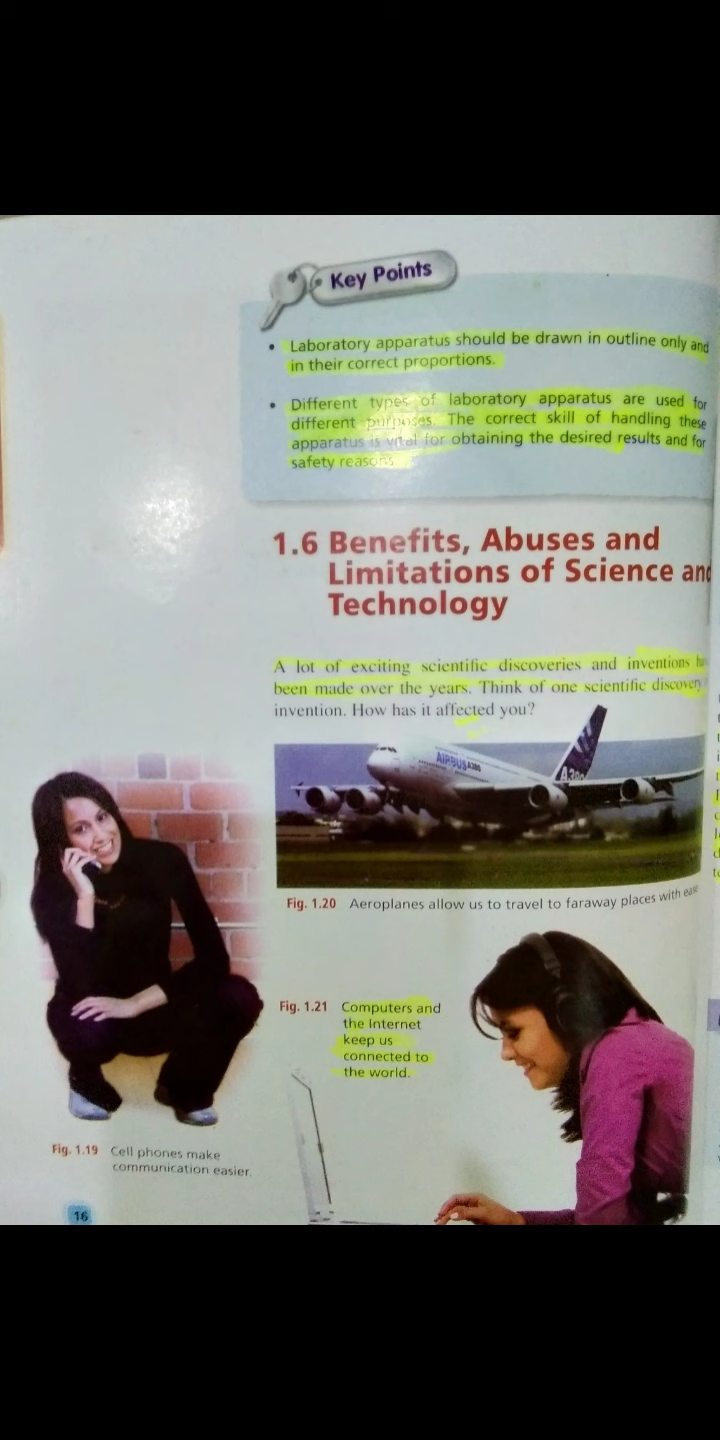 Key Points
• Laboratory apparatus should be drawn in outline only and
in their correct proportions.
• Different types of laboratory apparatus are used for
different purposes. The correct skill of handling these
apparatus is vital for obtaining the desired results and for
safety reasons.
1.6 Benefits, Abuses and
Limitations of Science and
Technology
A lot of exciting scientific discoveries and inventions
been made over the years. Think of one scientific discovery
invention. How has it affected you?
AIRBUS A380
A380
Fig. 1.20 Aeroplanes allow us to travel to faraway places with ease
Fig. 1.21 Computers and
the Internet
keep us
connected to
the world.
Fig. 1.19 Cell phones make
communication easier.
16